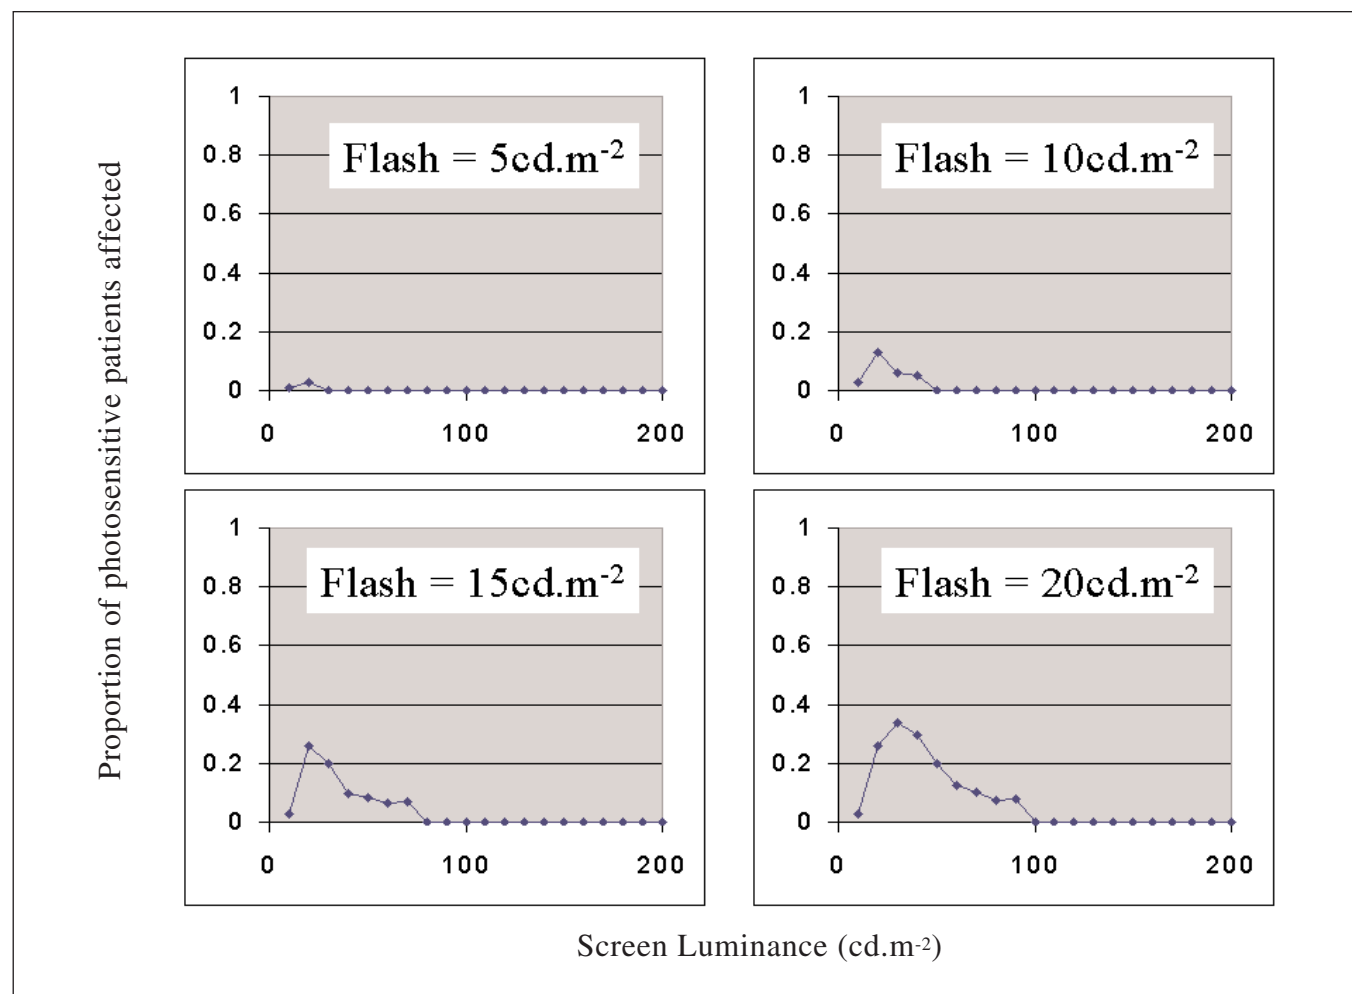 Proportion of photosensitive patients affected
Flash = 5cd.m-2
1
0.8
0.6
0.4
0.2
0
0 100 200
Flash = 10cd.m-2
1
0.8
0.6
0.4
0.2
0
0 100 200
Flash = 15cd.m-2
1
0.8
0.6
0.4
0.2
0
0 100 200
Flash = 20cd.m-2
1
0.8
0.6
0.4
0.2
0
0 100 200
Screen Luminance (cd.m-2)